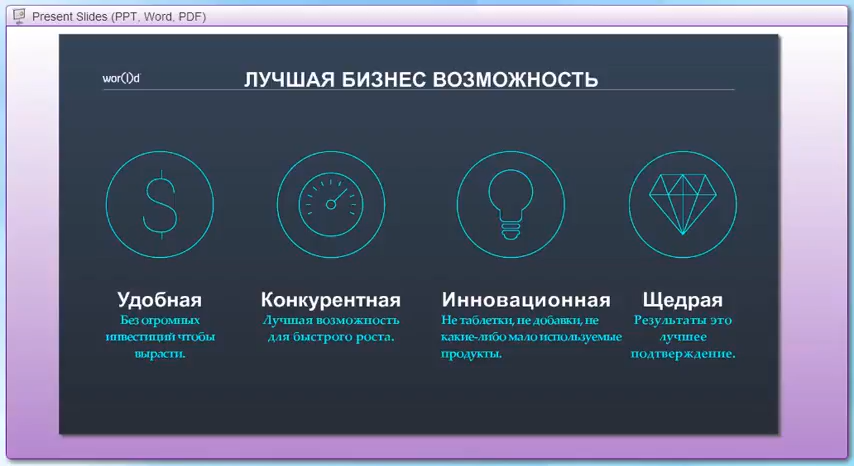 Present Slides (PPT, Word, PDF)
wor(l)d
ЛУЧШАЯ БИЗНЕС ВОЗМОЖНОСТЬ
Удобная
Без огромных
инвестиций чтобы
вырасти.
Конкурентная
Лучшая возможность
для быстрого роста.
Инновационная
Не таблетки, не добавки, не
какие-либо мало используемые
продукты.
Щедрая
Результаты это
лучшее
подтверждение.